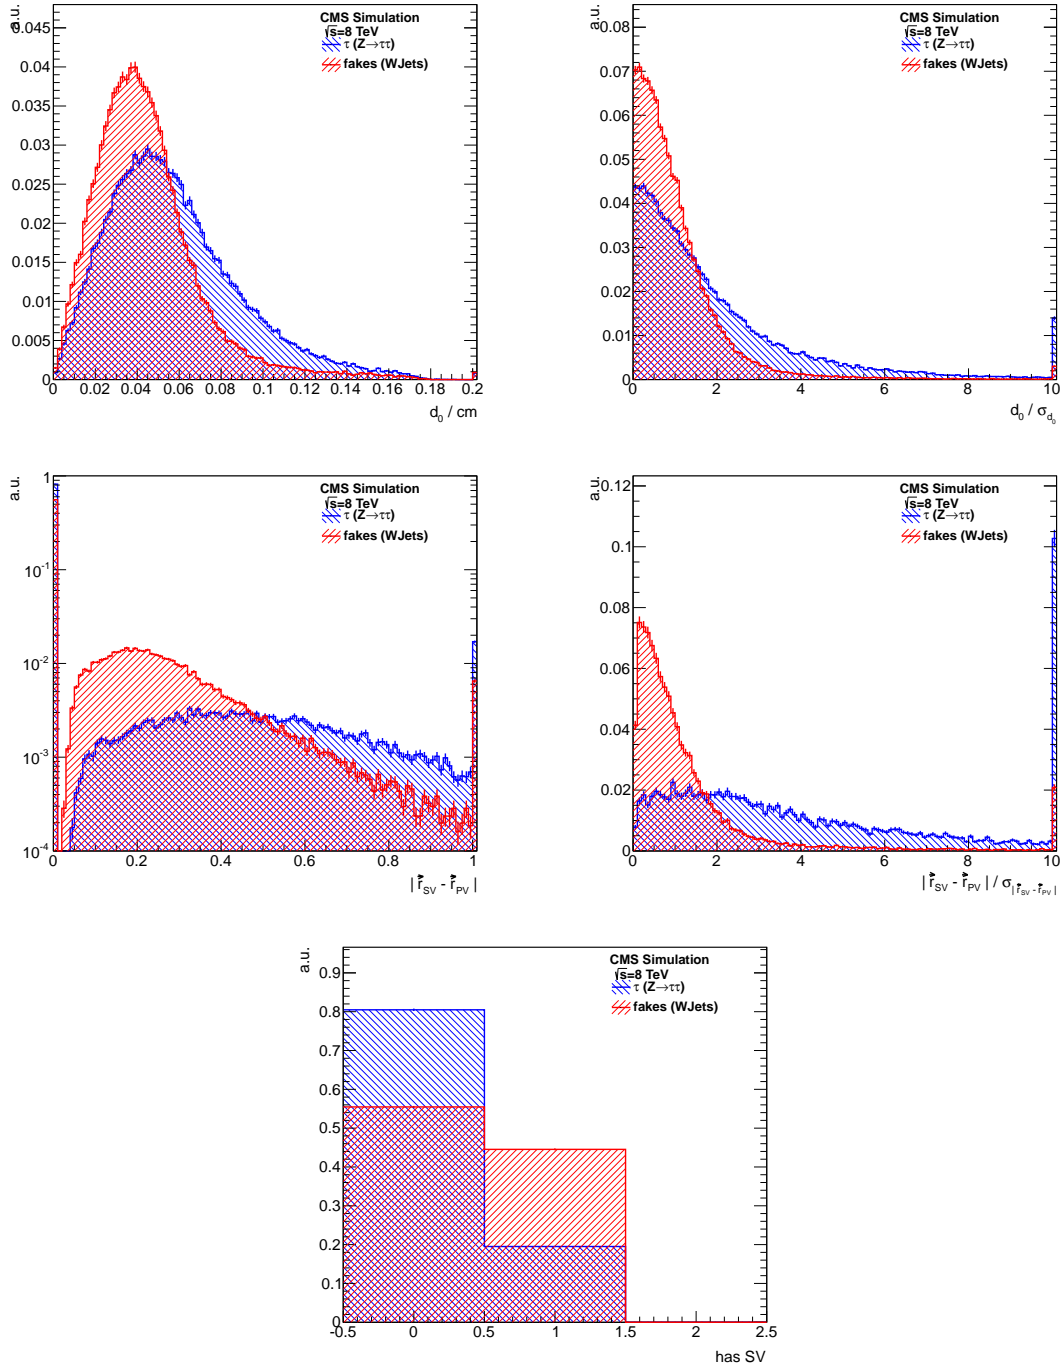 a.u.
CMS Simulation
√s=8 TeV
τ (Z→ττ)
fakes (WJets)
0.045
0.04
0.035
0.03
0.025
0.02
0.015
0.01
0.005
0
0 0.02 0.04 0.06 0.08 0.1 0.12 0.14 0.16 0.18 0.2
d0 / cm
a.u.
CMS Simulation
√s=8 TeV
τ (Z→ττ)
fakes (WJets)
0.08
0.07
0.06
0.05
0.04
0.03
0.02
0.01
0
0 2 4 6 8 10
d0 / σd0
a.u.
CMS Simulation
√s=8 TeV
τ (Z→ττ)
fakes (WJets)
1
10-1
10-2
10-3
10-4
0 0.2 0.4 0.6 0.8 1
| r⃗SV - r⃗PV |
a.u.
CMS Simulation
√s=8 TeV
τ (Z→ττ)
fakes (WJets)
0.12
0.1
0.08
0.06
0.04
0.02
0
0 2 4 6 8 10
| r⃗SV - r⃗PV | / σ| r⃗SV - r⃗PV |
a.u.
CMS Simulation
√s=8 TeV
τ (Z→ττ)
fakes (WJets)
0.9
0.8
0.7
0.6
0.5
0.4
0.3
0.2
0.1
0
-0.5 0 0.5 1 1.5 2 2.5
has SV